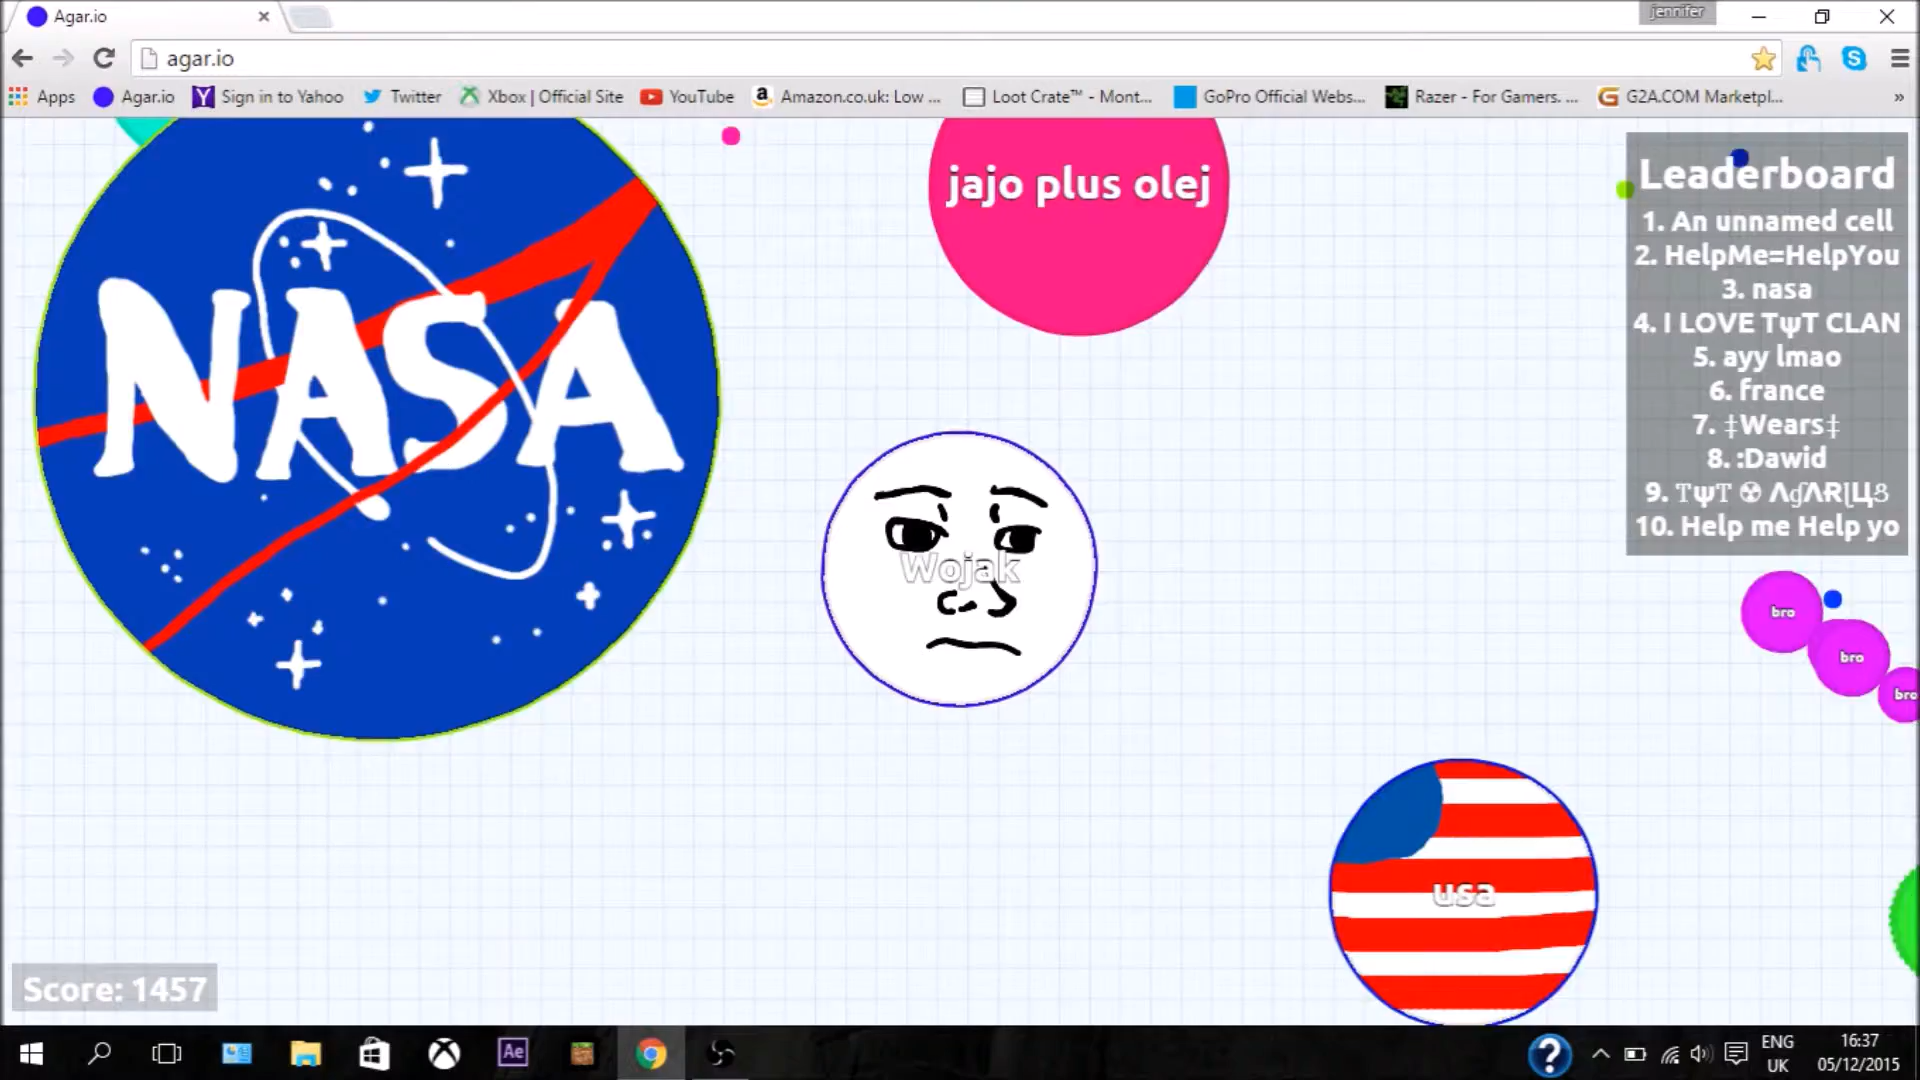 Agar.io
jennifer
agar.io
Apps
Agar.io
Sign in to Yahoo
Twitter
Xbox | Official Site
YouTube
Amazon.co.uk: Low ...
Loot Crate™ - Mont...
GoPro Official Webs...
Razer - For Gamers. ...
G2A.COM Marketpl...
»
NASA
jajo plus olej
Wojak
usa
bro
bro
bro
Leaderboard
1. An unnamed cell
2. HelpMe=HelpYou
3. nasa
4. I LOVE TψT CLAN
5. ayy lmao
6. france
7. ‡Wears‡
8. :Dawid
9. TψT ☢
10. Help me Help yo
Score: 1457
Ae
ENG
UK
16:37
05/12/2015